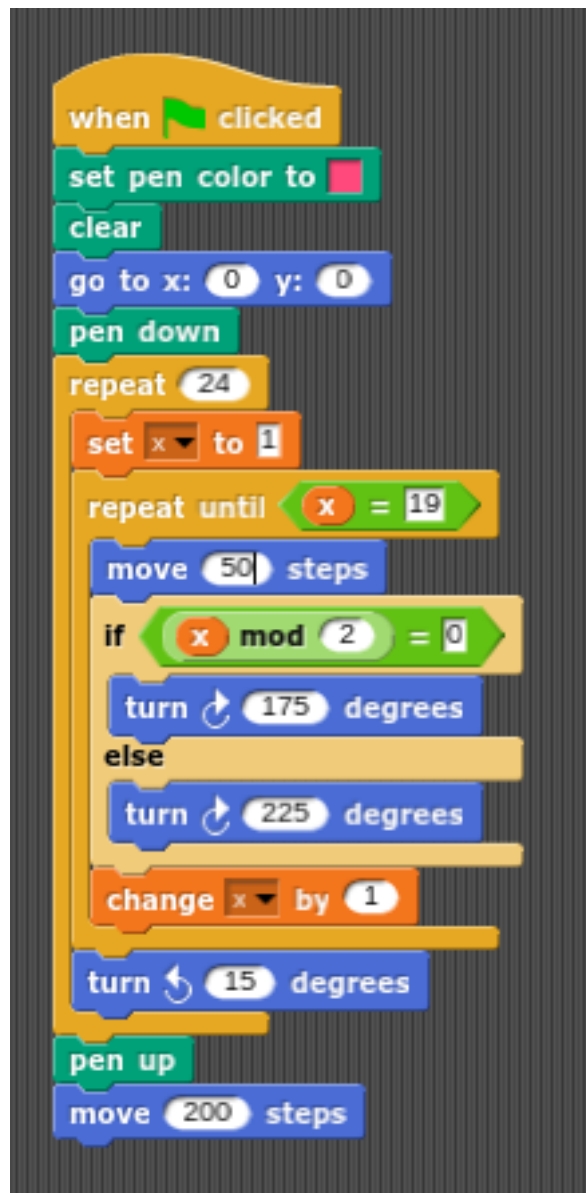 when clicked
set pen color to
clear
go to x: 0 y: 0
pen down
repeat 24
set x to 1
repeat until x = 19
move 50 steps
if x mod 2 = 0
turn 175 degrees
else
turn 225 degrees
change x by 1
turn 15 degrees
pen up
move 200 steps